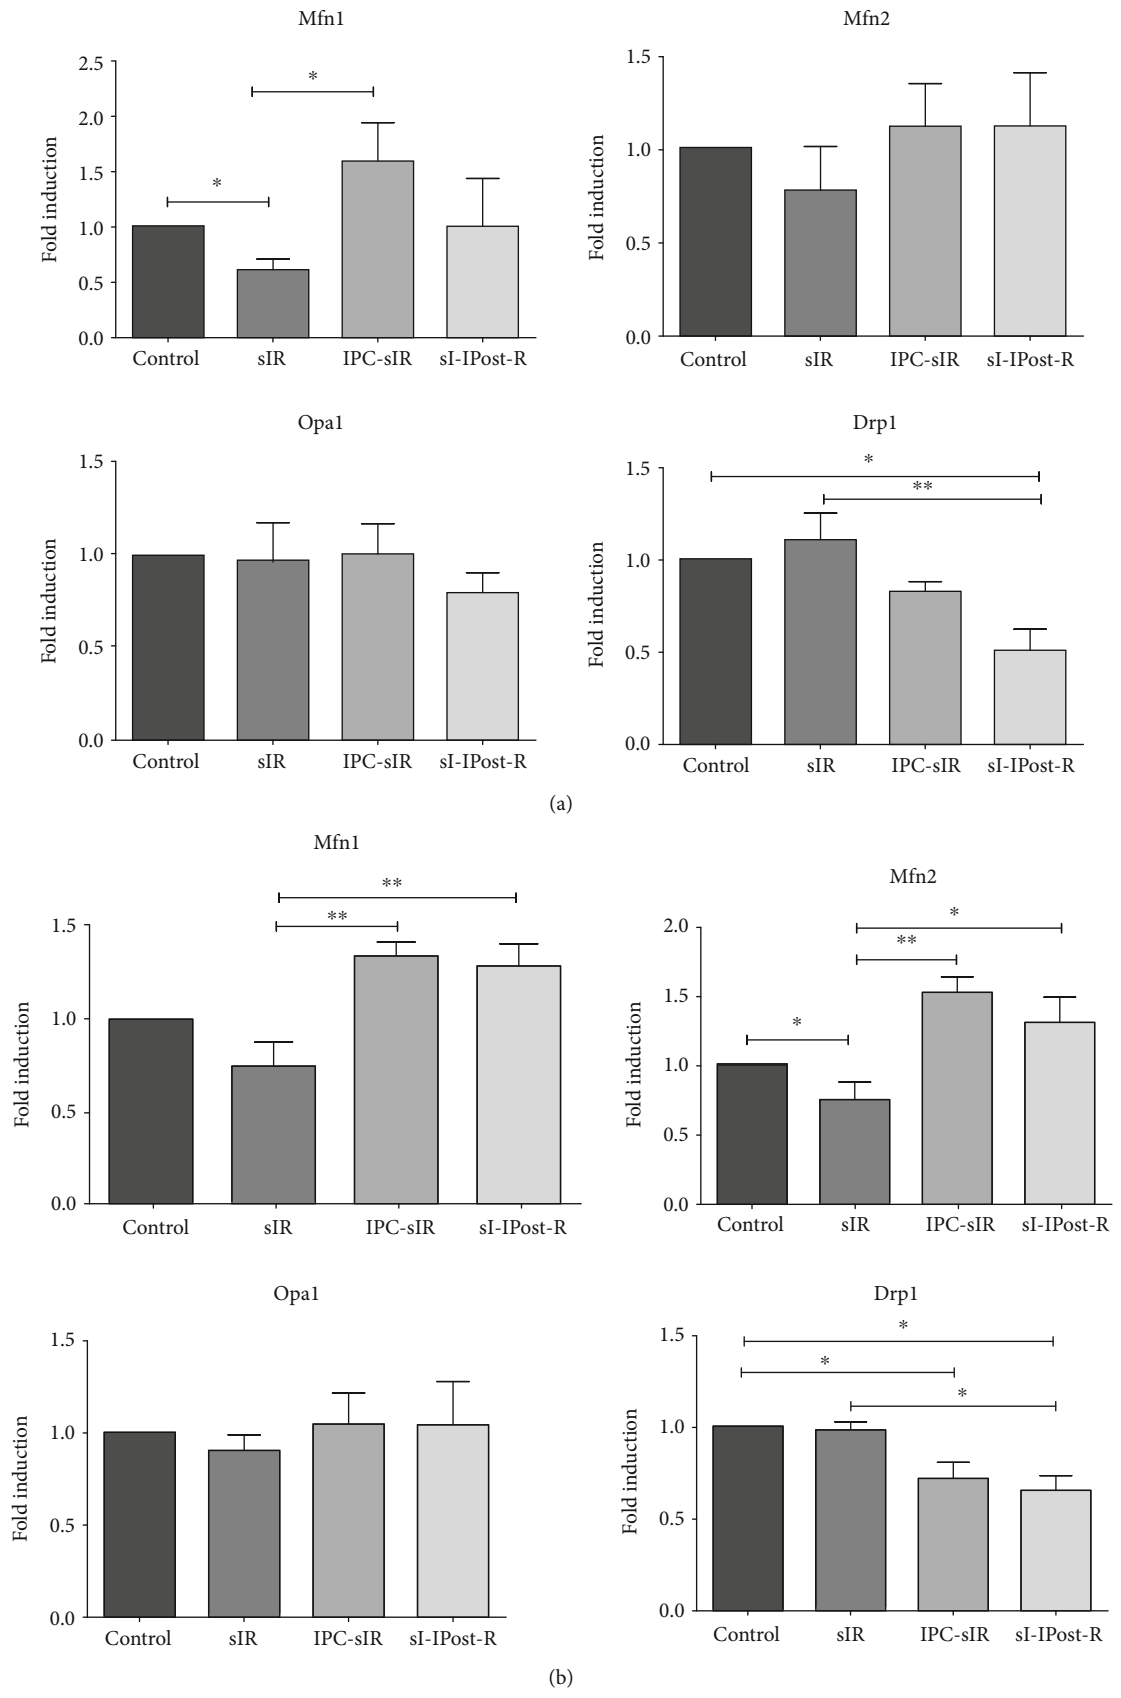 Mfn1
Fold induction
2.5
2.0
1.5
1.0
0.5
0.0
*
*
Control sIR IPC-sIR sI-IPost-R
Mfn2
Fold induction
1.5
1.0
0.5
0.0
Control sIR IPC-sIR sI-IPost-R
Opa1
Fold induction
1.5
1.0
0.5
0.0
Control sIR IPC-sIR sI-IPost-R
Drp1
Fold induction
1.5
1.0
0.5
0.0
*
**
Control sIR IPC-sIR sI-IPost-R
(a)
Mfn1
Fold induction
1.5
1.0
0.5
0.0
**
**
Control sIR IPC-sIR sI-IPost-R
Mfn2
Fold induction
2.0
1.5
1.0
0.5
0.0
*
**
*
Control sIR IPC-sIR sI-IPost-R
Opa1
Fold induction
1.5
1.0
0.5
0.0
Control sIR IPC-sIR sI-IPost-R
Drp1
Fold induction
1.5
1.0
0.5
0.0
*
*
*
Control sIR IPC-sIR sI-IPost-R
(b)